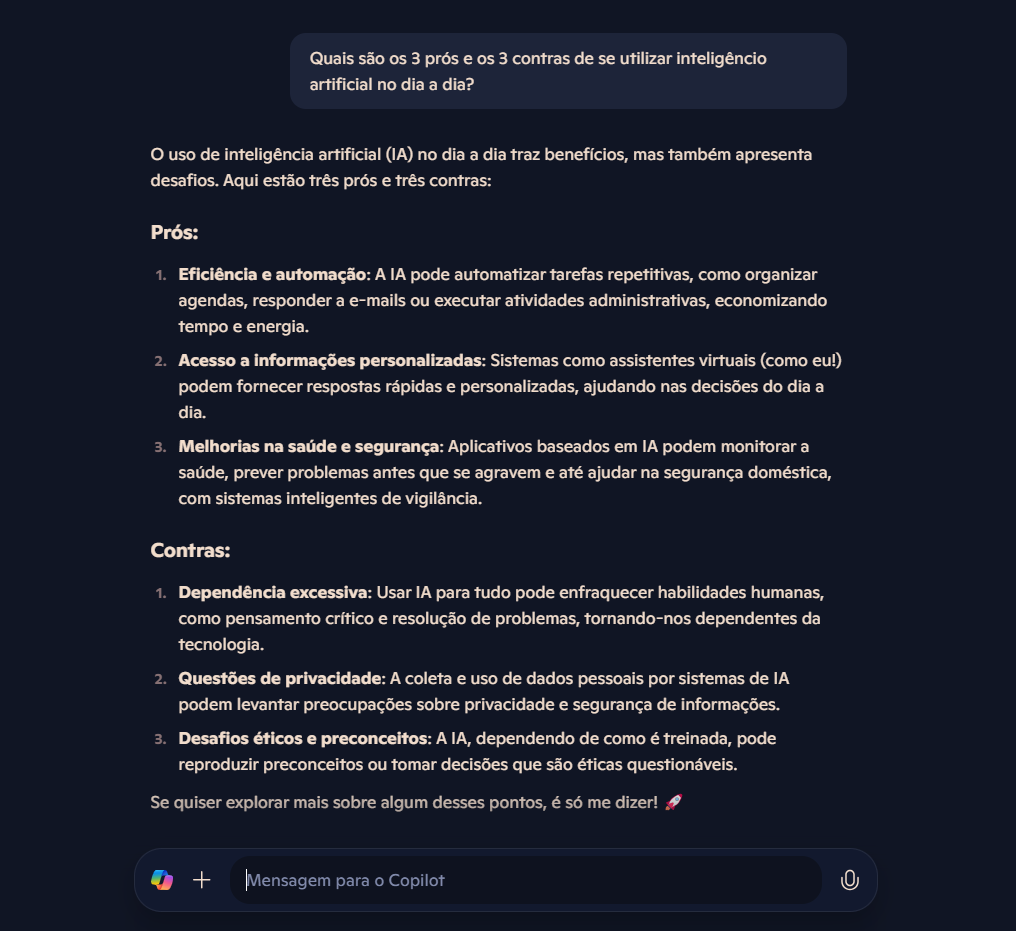 Quais são os 3 prós e os 3 contras de se utilizar inteligêncio
artificial no dia a dia?
O uso de inteligência artificial (IA) no dia a dia traz benefícios, mas também apresenta
desafios. Aqui estão três prós e três contras:
Prós:
1. Eficiência e automação: A IA pode automatizar tarefas repetitivas, como organizar
agendas, responder a e-mails ou executar atividades administrativas, economizando
tempo e energia.
2. Acesso a informações personalizadas: Sistemas como assistentes virtuais (como eu!)
podem fornecer respostas rápidas e personalizadas, ajudando nas decisões do dia a
dia.
3. Melhorias na saúde e segurança: Aplicativos baseados em IA podem monitorar a
saúde, prever problemas antes que se agravem e até ajudar na segurança doméstica,
com sistemas inteligentes de vigilância.
Contras:
1. Dependência excessiva: Usar IA para tudo pode enfraquecer habilidades humanas,
como pensamento crítico e resolução de problemas, tornando-nos dependentes da
tecnologia.
2. Questões de privacidade: A coleta e uso de dados pessoais por sistemas de IA
podem levantar preocupações sobre privacidade e segurança de informações.
3. Desafios éticos e preconceitos: A IA, dependendo de como é treinada, pode
reproduzir preconceitos ou tomar decisões que são éticas questionáveis.
Se quiser explorar mais sobre algum desses pontos, é só me dizer! 🚀
Mensagem para o Copilot